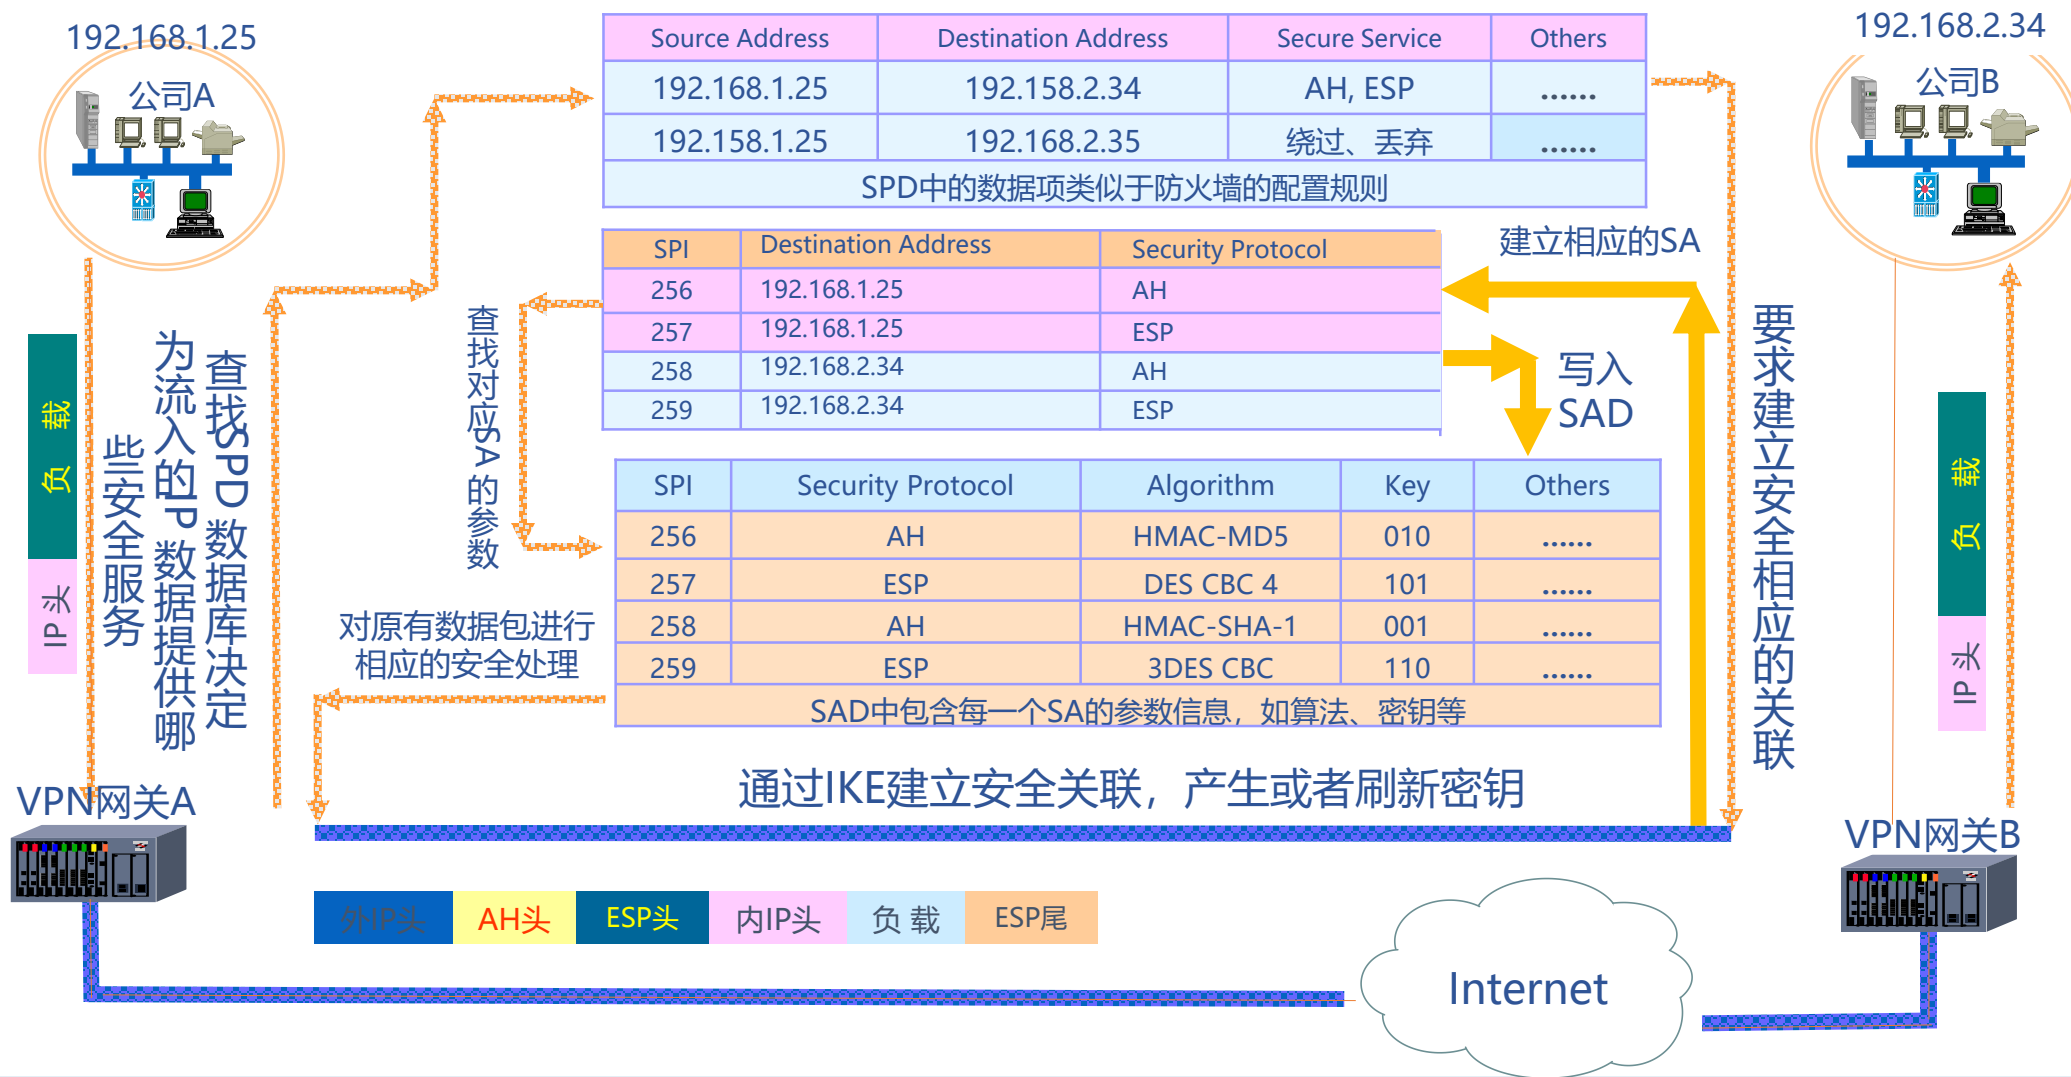 192.168.1.25
公司A
192.168.2.34
公司B
Source Address Destination Address Secure Service Others
192.168.1.25 192.158.2.34 AH, ESP ......
192.158.1.25 192.168.2.35 绕过、丢弃 ......
SPD中的数据项类似于防火墙的配置规则
SPI Destination Address Security Protocol
256 192.168.1.25 AH
257 192.168.1.25 ESP
258 192.168.2.34 AH
259 192.168.2.34 ESP
建立相应的SA
写入
SAD
查找对应SA 的参数
SPI Security Protocol Algorithm Key Others
256 AH HMAC-MD5 010 ......
257 ESP DES CBC 4 101 ......
258 AH HMAC-SHA-1 001 ......
259 ESP 3DES CBC 110 ......
SAD中包含每一个SA的参数信息，如算法、密钥等
查找SPD 数据库决定
为流入的IP 数据提供哪
些安全服务
负 载
IP 头
对原有数据包进行
相应的安全处理
要求建立安全相应的关联
负 载
IP 头
通过IKE建立安全关联，产生或者刷新密钥
VPN网关A
VPN网关B
外IP头 AH头 ESP头 内IP头 负 载 ESP尾
Internet